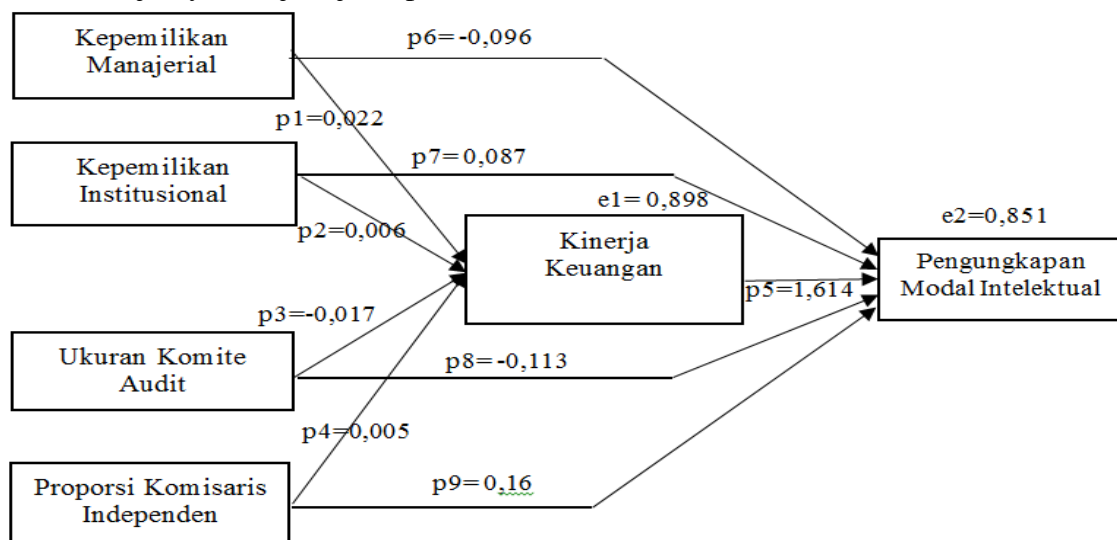 Kepemilikan
Manajerial
p6=-0,096
p1=0,022
Kepemilikan
Institusional
p7=0,087
e1= 0,898
p2=0,006
Kinerja
Keuangan
e2=0,851
Pengungkapan
Modal Intelektual
p5=1,614
p3=-0,017
Ukuran Komite
Audit
p8=-0,113
p4=0,005
Proporsi Komisaris
Independen
p9=0,16